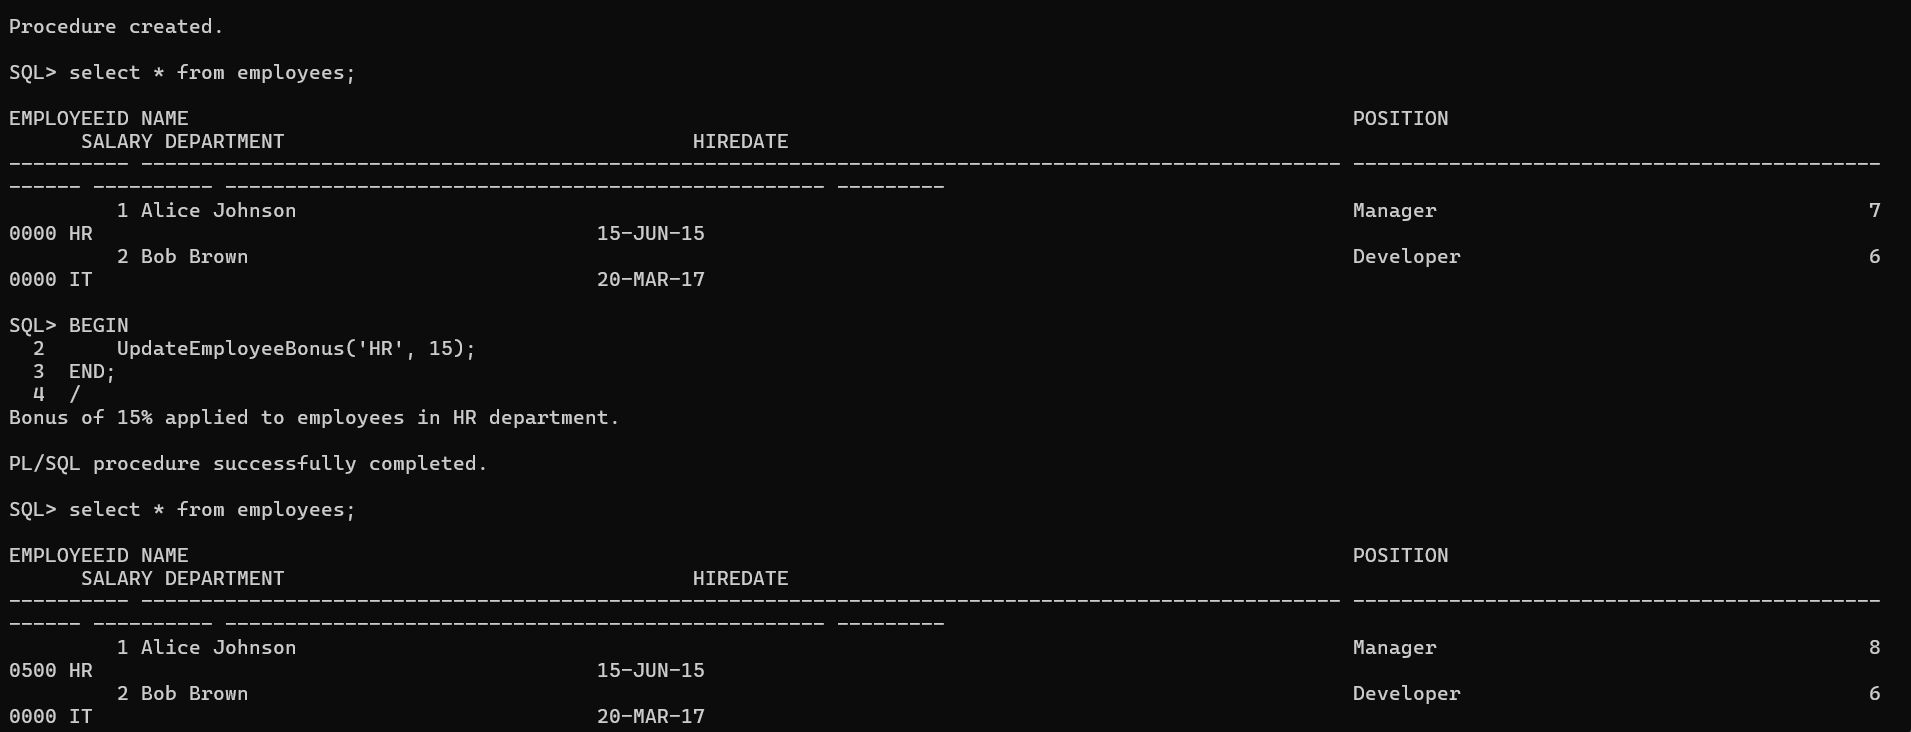 Procedure created.
SQL> select * from employees;
EMPLOYEEID NAME                                                                                                 POSITION
      SALARY DEPARTMENT                                  HIREDATE
---------- ---------------------------------------------------------------------------------------------------- --------------------------------------------
------ ---------- -------------------------------------------------- ---------
         1 Alice Johnson                                                                                        Manager                                    7
0000 HR                                          15-JUN-15
         2 Bob Brown                                                                                            Developer                                  6
0000 IT                                          20-MAR-17
SQL> BEGIN
  2      UpdateEmployeeBonus('HR', 15);
  3  END;
  4  /
Bonus of 15% applied to employees in HR department.
PL/SQL procedure successfully completed.
SQL> select * from employees;
EMPLOYEEID NAME                                                                                                 POSITION
      SALARY DEPARTMENT                                  HIREDATE
---------- ---------------------------------------------------------------------------------------------------- --------------------------------------------
------ ---------- -------------------------------------------------- ---------
         1 Alice Johnson                                                                                        Manager                                    8
0500 HR                                          15-JUN-15
         2 Bob Brown                                                                                            Developer                                  6
0000 IT                                          20-MAR-17